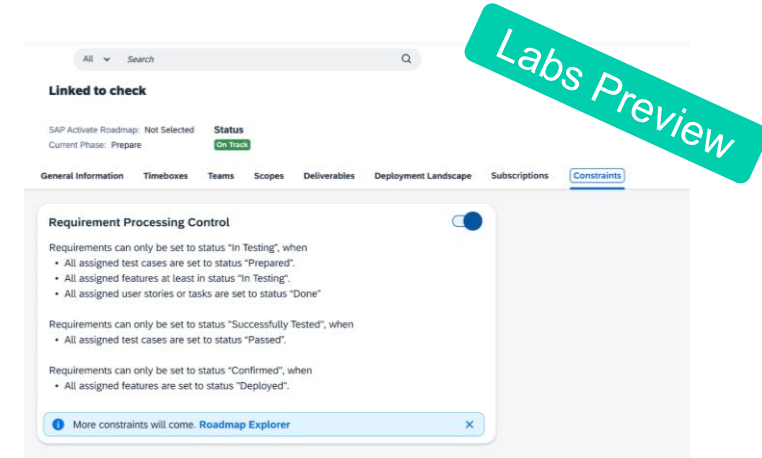 Labs Preview
All Search
Linked to check
SAP Activate Roadmap: Not Selected Status
Current Phase: Prepare On Track
General Information Timeboxes Teams Scopes Deliverables Deployment Landscape Subscriptions Constraints
Requirement Processing Control
Requirements can only be set to status "In Testing", when
• All assigned test cases are set to status "Prepared".
• All assigned features at least in status "In Testing".
• All assigned user stories or tasks are set to status "Done"
Requirements can only be set to status "Successfully Tested", when
• All assigned test cases are set to status "Passed".
Requirements can only be set to status "Confirmed", when
• All assigned features are set to status "Deployed".
More constraints will come. Roadmap Explorer